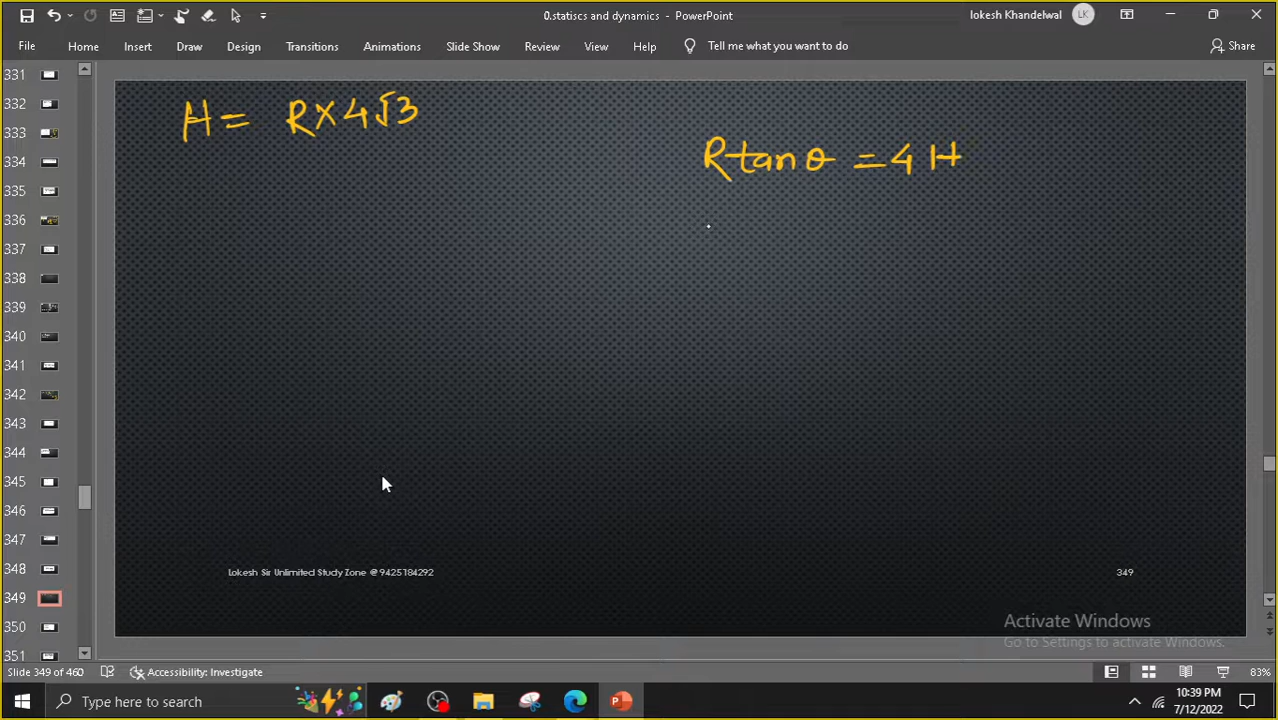 0.statiscs and dynamics - PowerPoint
lokesh Khandelwal
LK
File Home Insert Draw Design Transitions Animations Slide Show Review View Help Tell me what you want to do Share
331
332
333
334
335
336
337
338
339
340
341
342
343
344
345
346
347
348
349
350
351
H = R×4√3
R tan θ = 4 H
Lokesh Sir Unlimited Study Zone @ 9425184292
349
Activate Windows
Go to Settings to activate Windows.
Slide 349 of 460
Accessibility: Investigate
83%
Type here to search
10:39 PM
7/12/2022